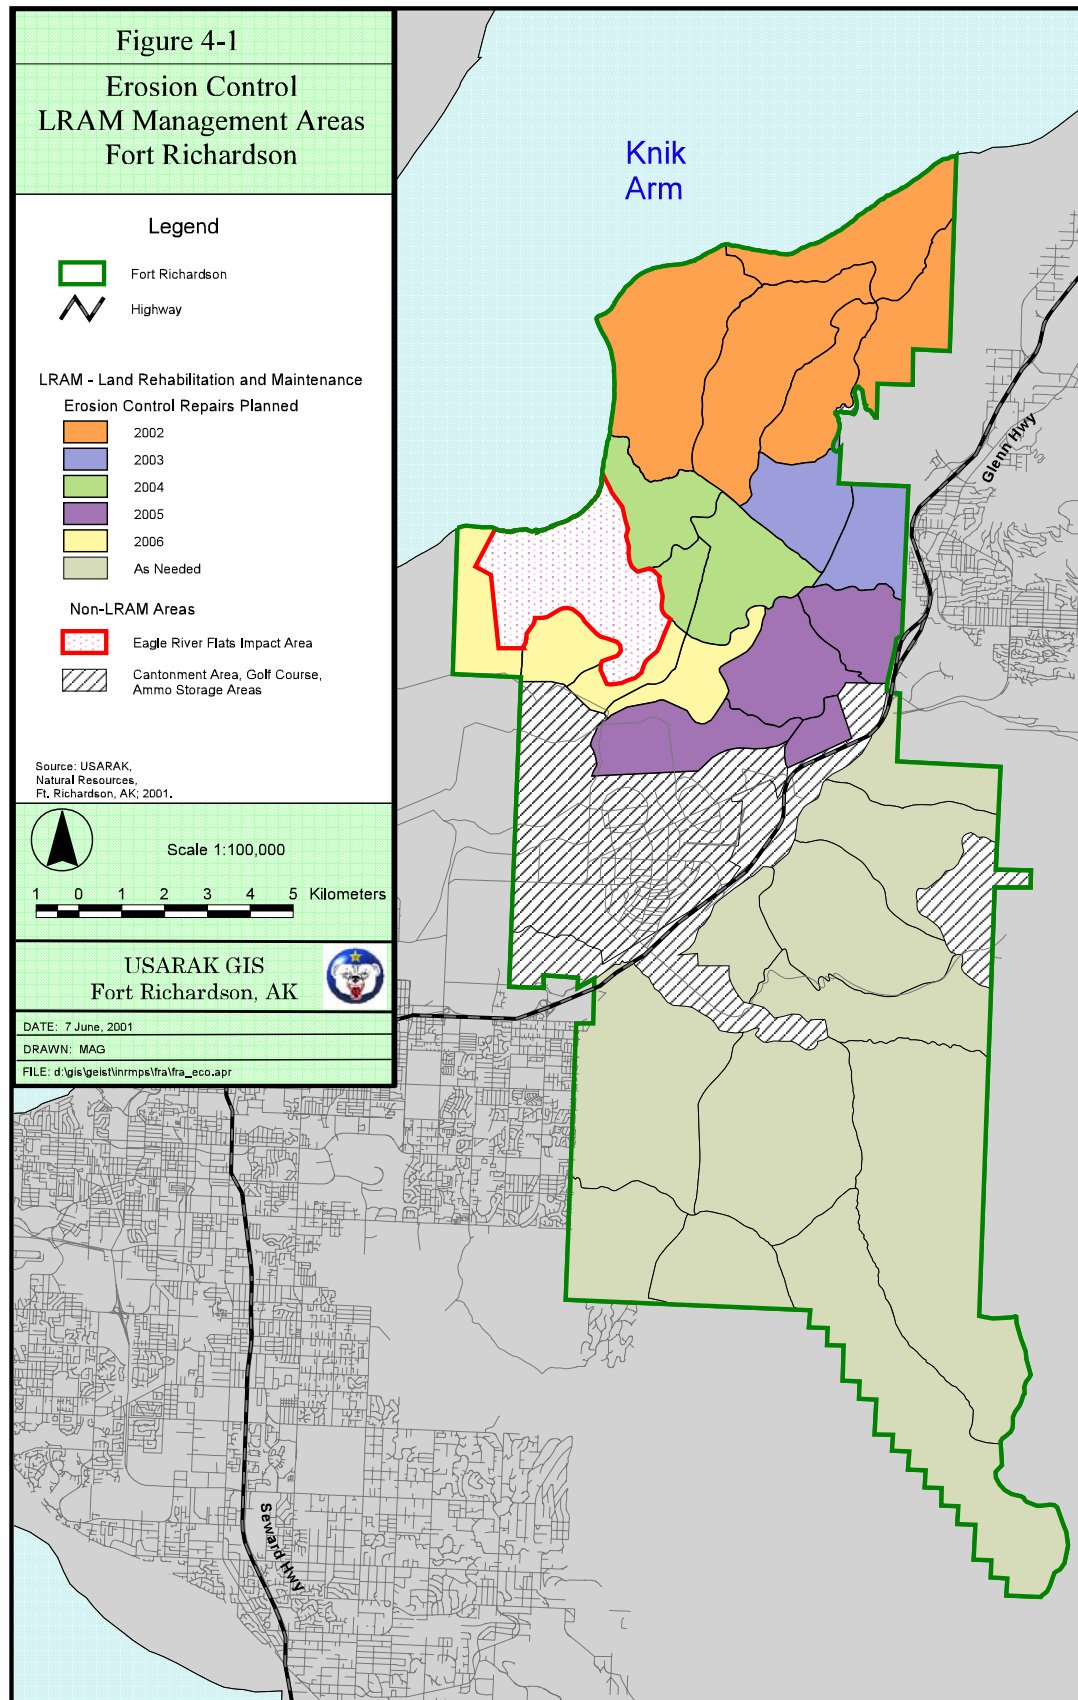 Figure 4-1
Erosion Control
LRAM Management Areas
Fort Richardson
Legend
Fort Richardson
Highway
LRAM - Land Rehabilitation and Maintenance
Erosion Control Repairs Planned
2002
2003
2004
2005
2006
As Needed
Non-LRAM Areas
Eagle River Flats Impact Area
Cantonment Area, Golf Course,
Ammo Storage Areas
Source: USARAK,
Natural Resources,
Ft. Richardson, AK; 2001.
Scale 1:100,000
1 0 1 2 3 4 5 Kilometers
USARAK GIS
Fort Richardson, AK
DATE: 7 June, 2001
DRAWN: MAG
FILE: d:\gis\geist\inrmps\fra\fra_eco.apr
Knik
Arm
Glenn Hwy
Seward Hwy